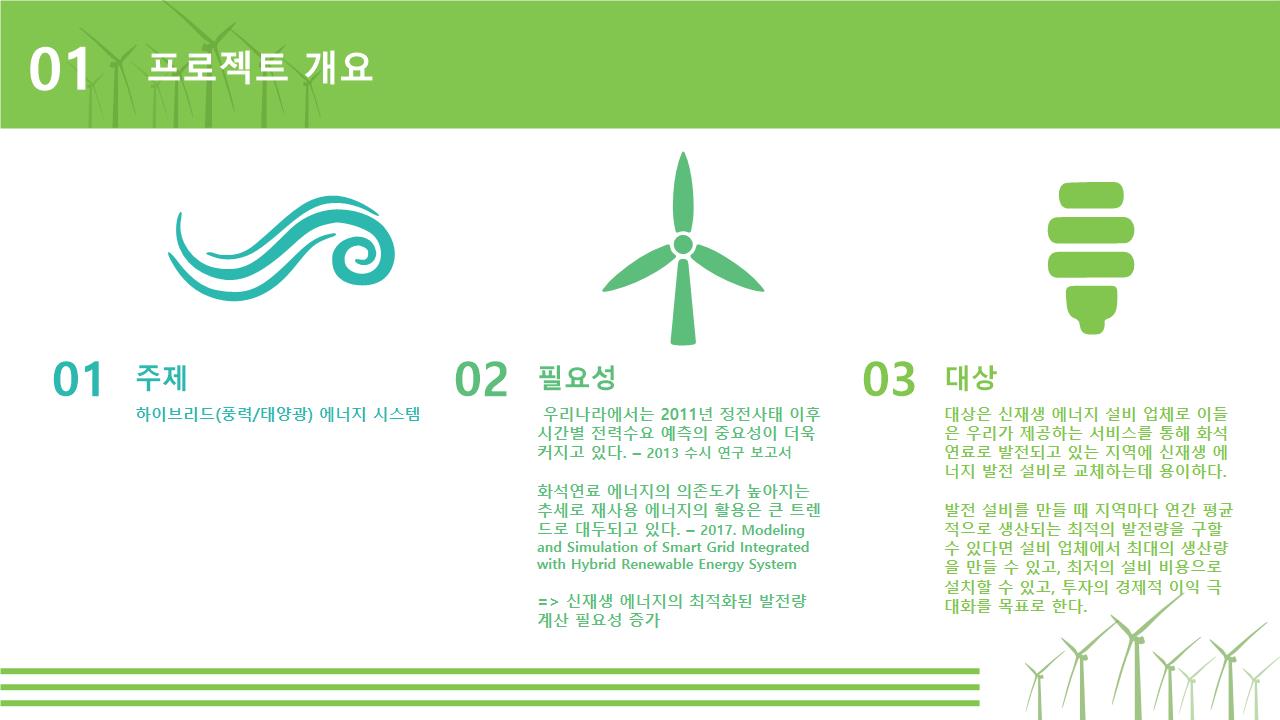 01 프로젝트 개요
01 주제
하이브리드(풍력/태양광) 에너지 시스템
02 필요성
우리나라에서는 2011년 정전사태 이후
시간별 전력수요 예측의 중요성이 더욱
커지고 있다. – 2013 수시 연구 보고서
화석연료 에너지의 의존도가 높아지는
추세로 재사용 에너지의 활용은 큰 트렌
드로 대두되고 있다. – 2017. Modeling
and Simulation of Smart Grid Integrated
with Hybrid Renewable Energy System
=> 신재생 에너지의 최적화된 발전량
계산 필요성 증가
03 대상
대상은 신재생 에너지 설비 업체로 이들
은 우리가 제공하는 서비스를 통해 화석
연료로 발전되고 있는 지역에 신재생 에
너지 발전 설비로 교체하는데 용이하다.
발전 설비를 만들 때 지역마다 연간 평균
적으로 생산되는 최적의 발전량을 구할
수 있다면 설비 업체에서 최대의 생산량
을 만들 수 있고, 최저의 설비 비용으로
설치할 수 있고, 투자의 경제적 이익 극
대화를 목표로 한다.